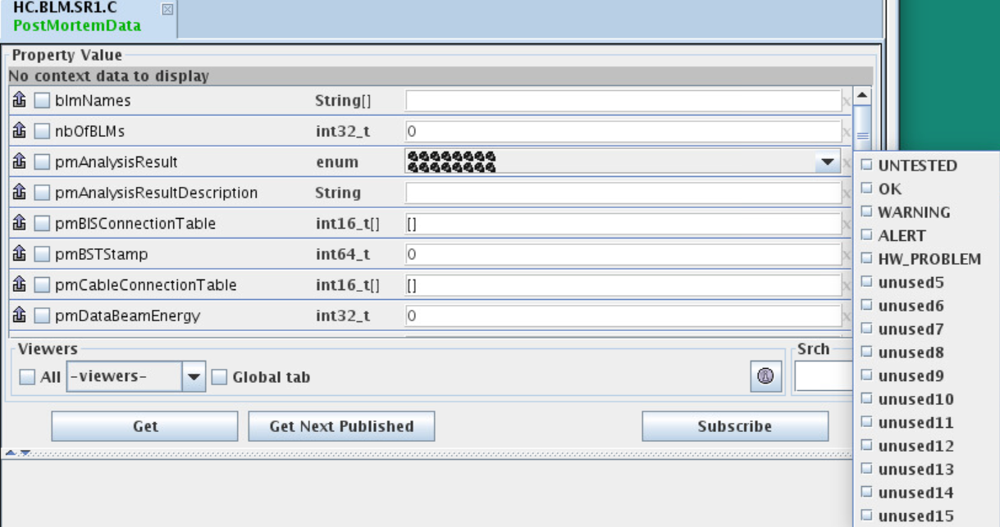 HC.BLM.SR1.C
PostMortemData
Property Value
No context data to display
blmNames String[]
nbOfBLMs int32_t 0
pmAnalysisResult enum
pmAnalysisResultDescription String
pmBISConnectionTable int16_t[] []
pmBSTStamp int64_t 0
pmCableConnectionTable int16_t[] []
pmDataBeamEnergy int32_t 0
Viewers
All -viewers- Global tab
Srch
Get Get Next Published Subscribe
UNTESTED
OK
WARNING
ALERT
HW_PROBLEM
unused5
unused6
unused7
unused8
unused9
unused10
unused11
unused12
unused13
unused14
unused15